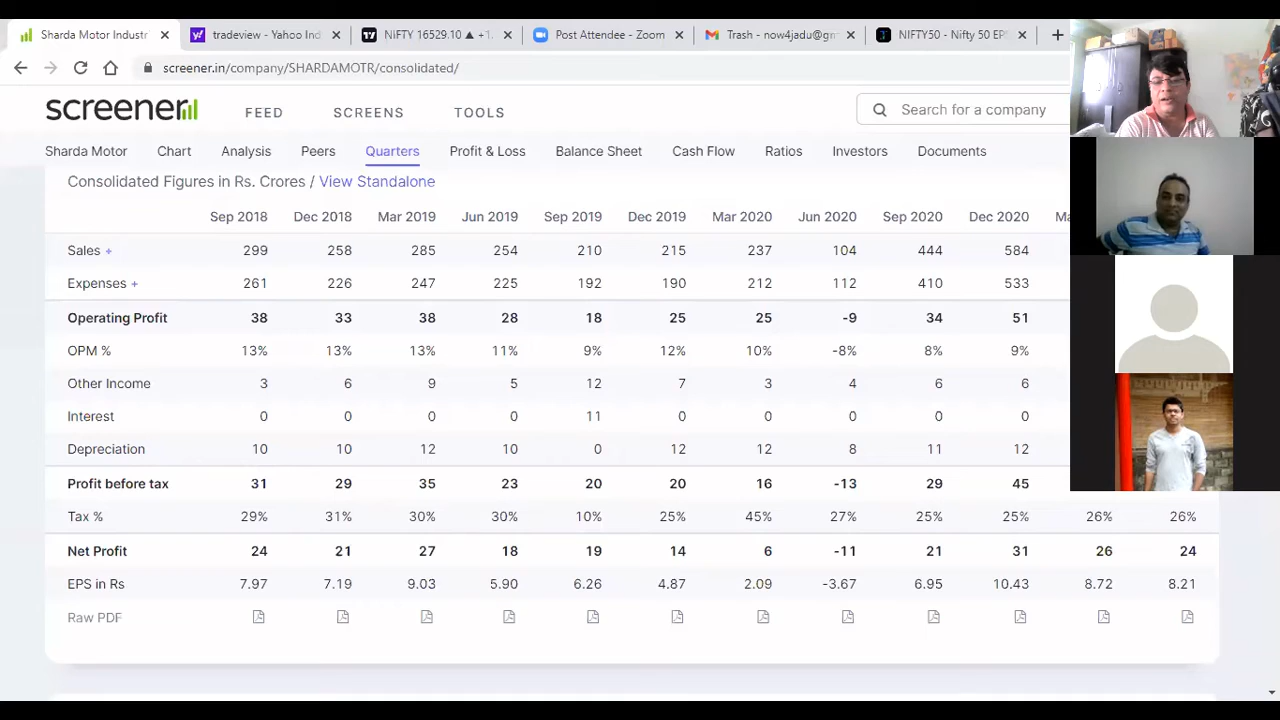 Sharda Motor Industr
tradeview - Yahoo Ind
NIFTY 16529.10 ▲ +1.
Post Attendee - Zoom
Trash - now4jadu@gm
NIFTY50 - Nifty 50 EP
screener.in/company/SHARDAMOTR/consolidated/
screener FEED SCREENS TOOLS Search for a company
Sharda Motor Chart Analysis Peers Quarters Profit & Loss Balance Sheet Cash Flow Ratios Investors Documents
Consolidated Figures in Rs. Crores / View Standalone
Sep 2018 Dec 2018 Mar 2019 Jun 2019 Sep 2019 Dec 2019 Mar 2020 Jun 2020 Sep 2020 Dec 2020
Sales + 299 258 285 254 210 215 237 104 444 584
Expenses + 261 226 247 225 192 190 212 112 410 533
Operating Profit 38 33 38 28 18 25 25 -9 34 51
OPM % 13% 13% 13% 11% 9% 12% 10% -8% 8% 9%
Other Income 3 6 9 5 12 7 3 4 6 6
Interest 0 0 0 0 11 0 0 0 0 0
Depreciation 10 10 12 10 0 12 12 8 11 12
Profit before tax 31 29 35 23 20 20 16 -13 29 45
Tax % 29% 31% 30% 30% 10% 25% 45% 27% 25% 25% 26% 26%
Net Profit 24 21 27 18 19 14 6 -11 21 31 26 24
EPS in Rs 7.97 7.19 9.03 5.90 6.26 4.87 2.09 -3.67 6.95 10.43 8.72 8.21
Raw PDF